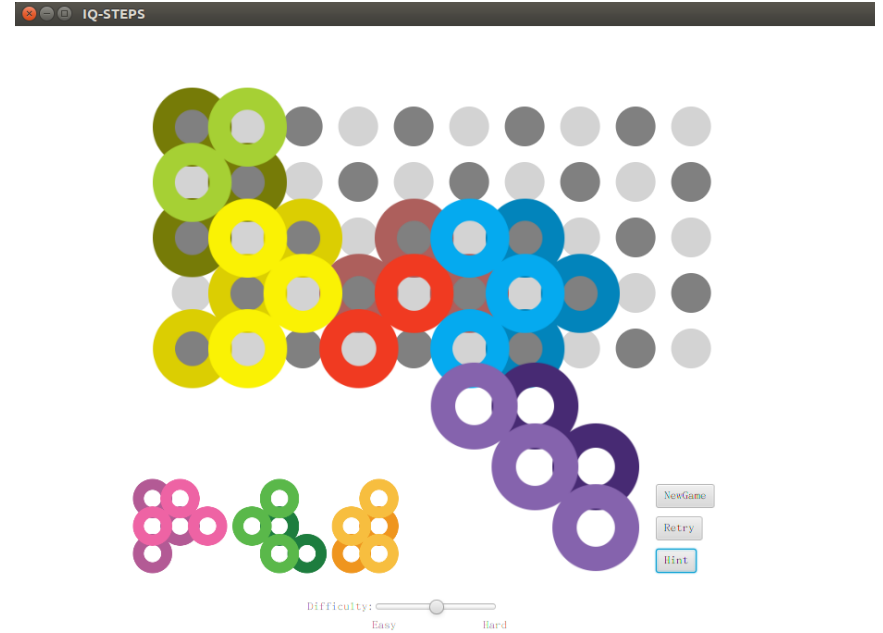 IQ-STEPS
NewGame
Retry
Hint
Difficulty:
Easy Hard